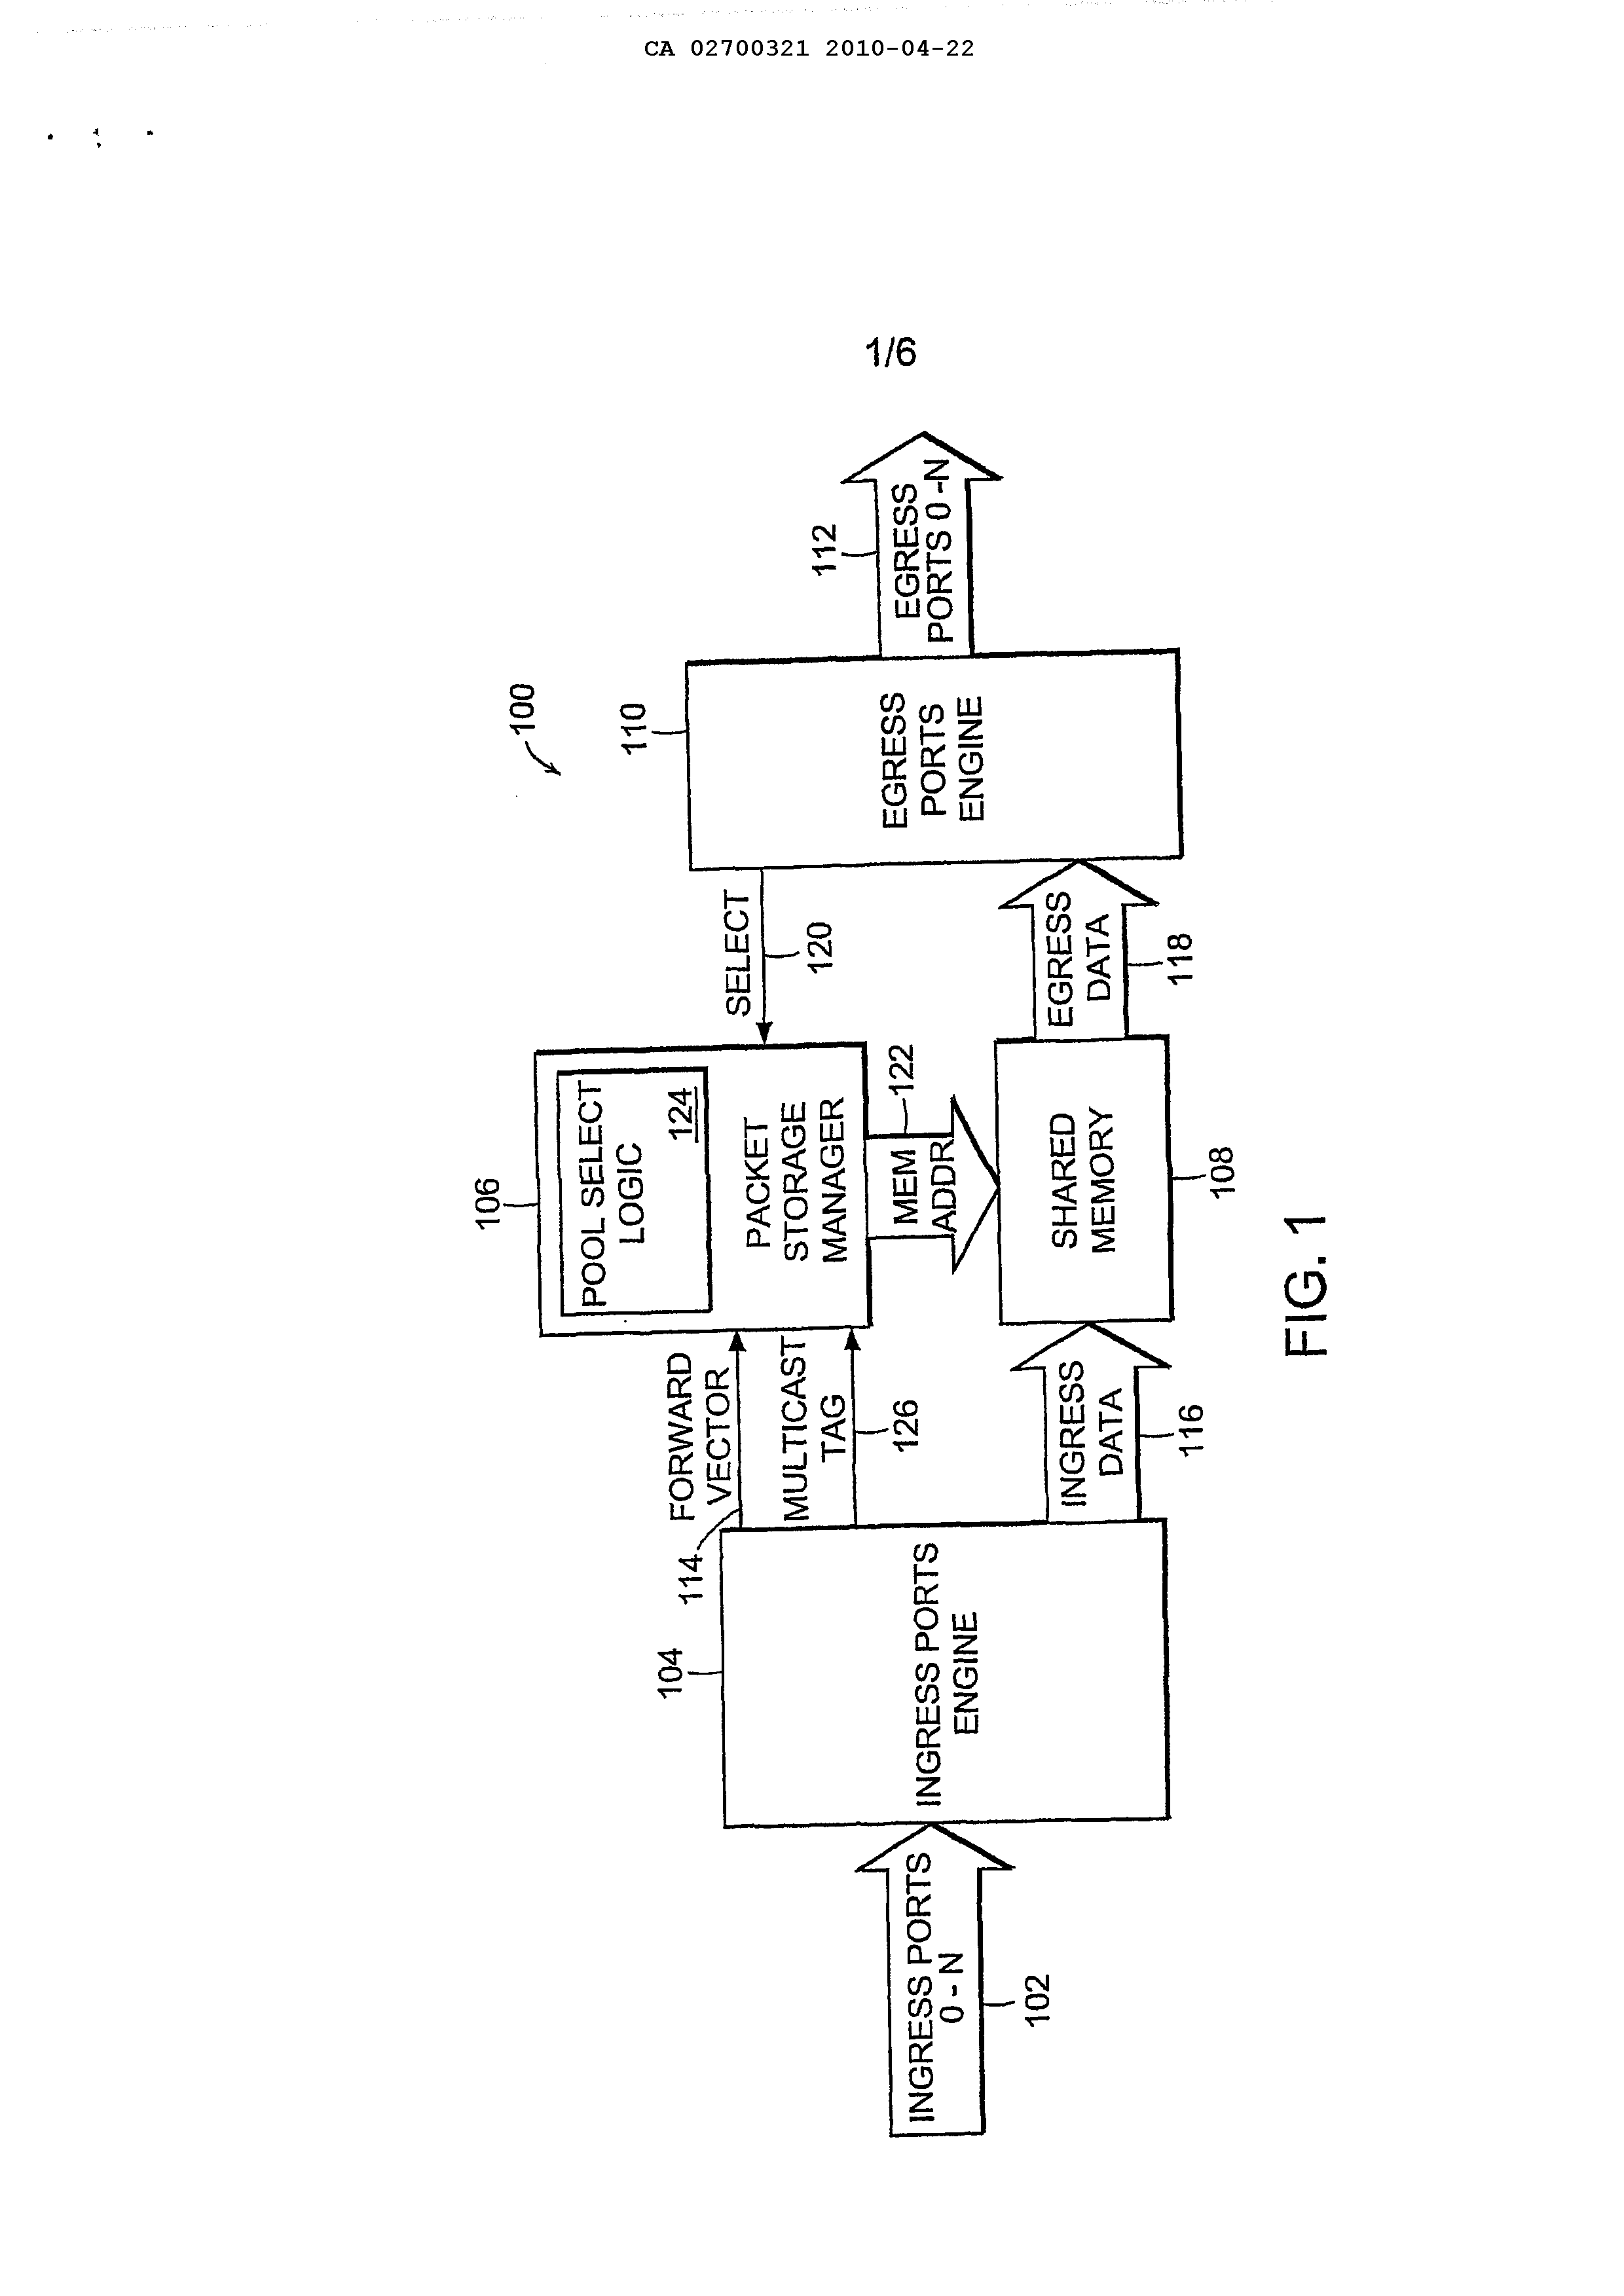 CA 02700321 2010-04-22
1/6
100
106
POOL SELECT
LOGIC
124
PACKET
STORAGE
MANAGER
FORWARD
VECTOR
114
MULTICAST
TAG
126
SELECT
120
110
EGRESS
PORTS
ENGINE
112
EGRESS
PORTS 0 -N
104
INGRESS PORTS
ENGINE
INGRESS PORTS
0 - N
102
MEM
ADDR
122
INGRESS
DATA
116
SHARED
MEMORY
108
EGRESS
DATA
118
FIG. 1